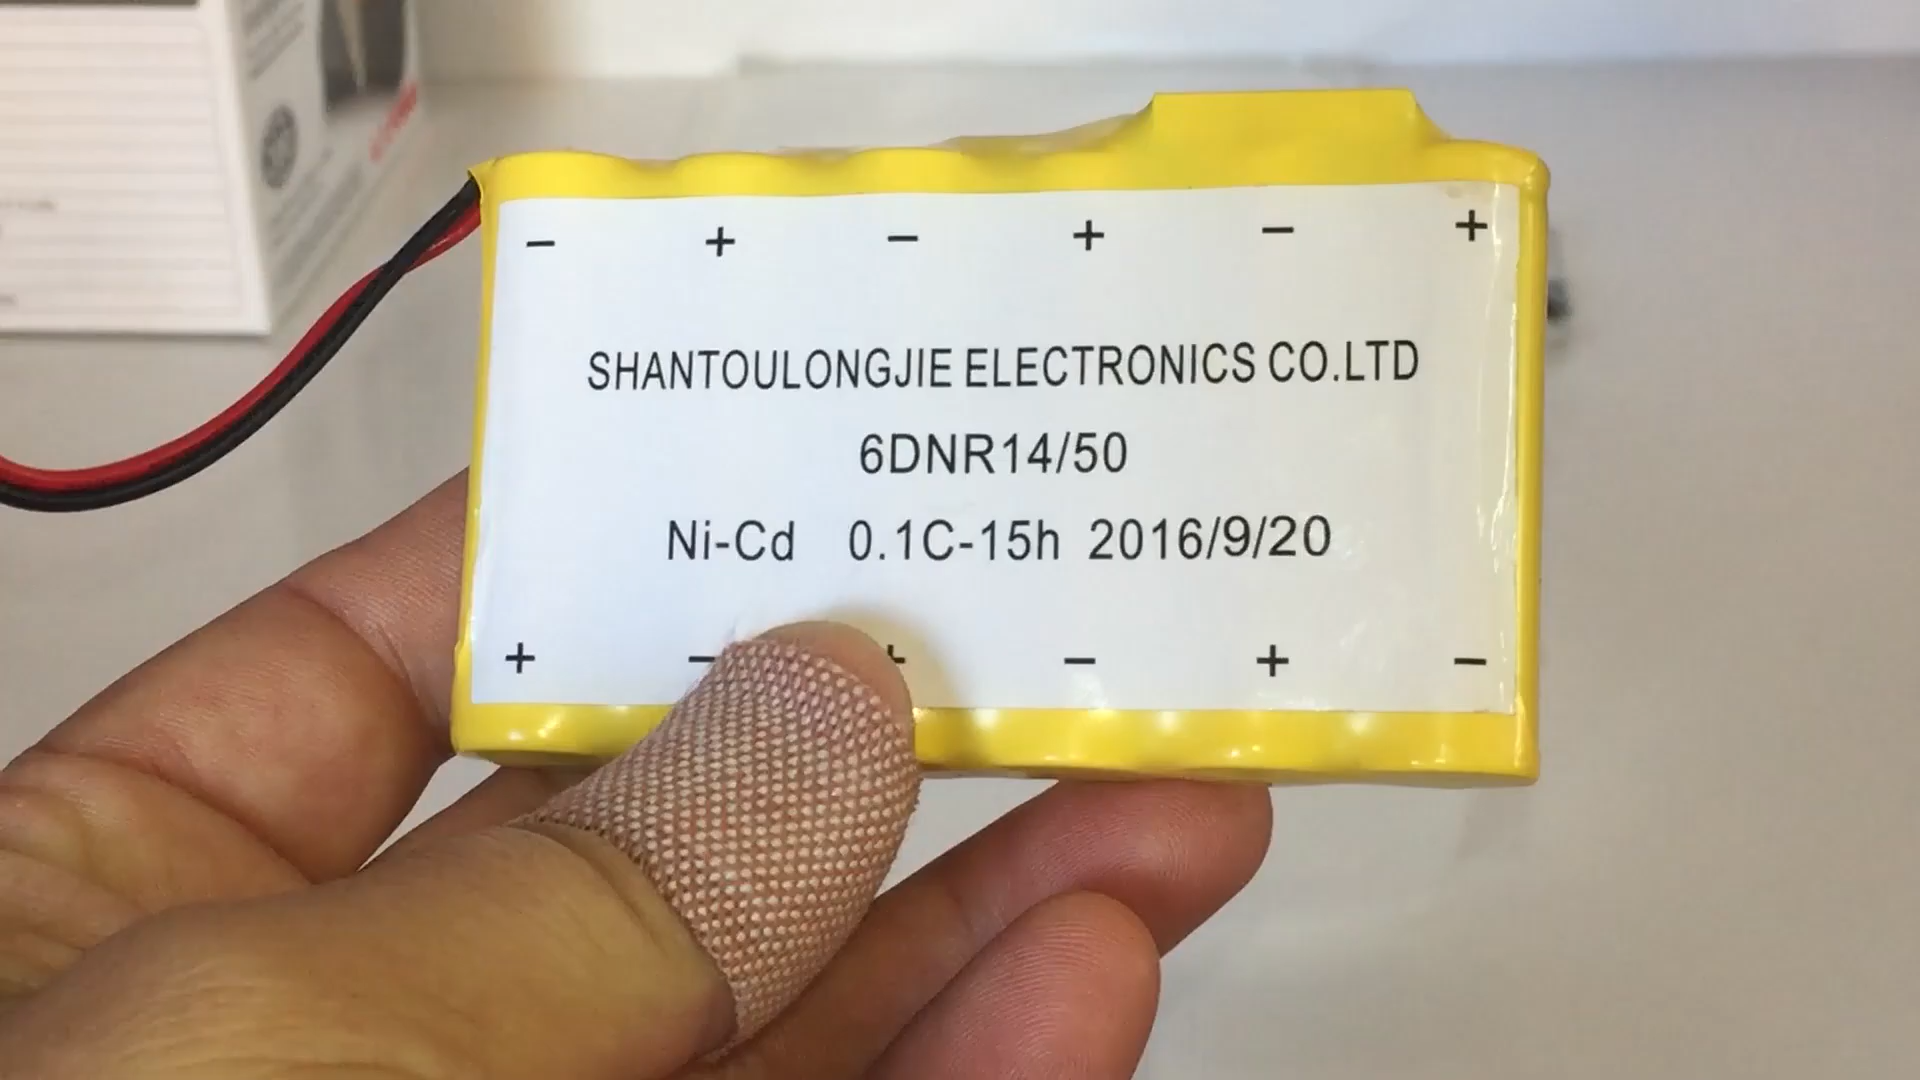 − + − + − +
SHANTOULONGJIE ELECTRONICS CO.LTD
6DNR14/50
Ni-Cd 0.1C-15h 2016/9/20
+ − + − + −